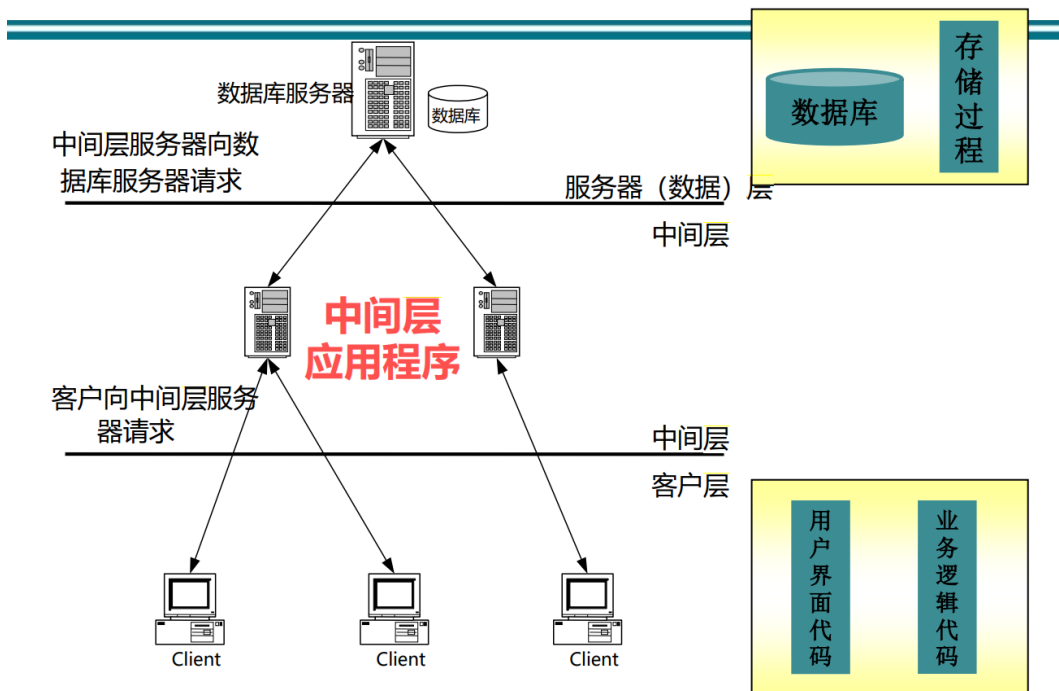 数据库服务器
数据库
数据库
存储过程
中间层服务器向数
据库服务器请求
服务器（数据）层
中间层
中间层
应用程序
客户向中间层服务
器请求
中间层
客户层
用户界面代码
业务逻辑代码
Client
Client
Client